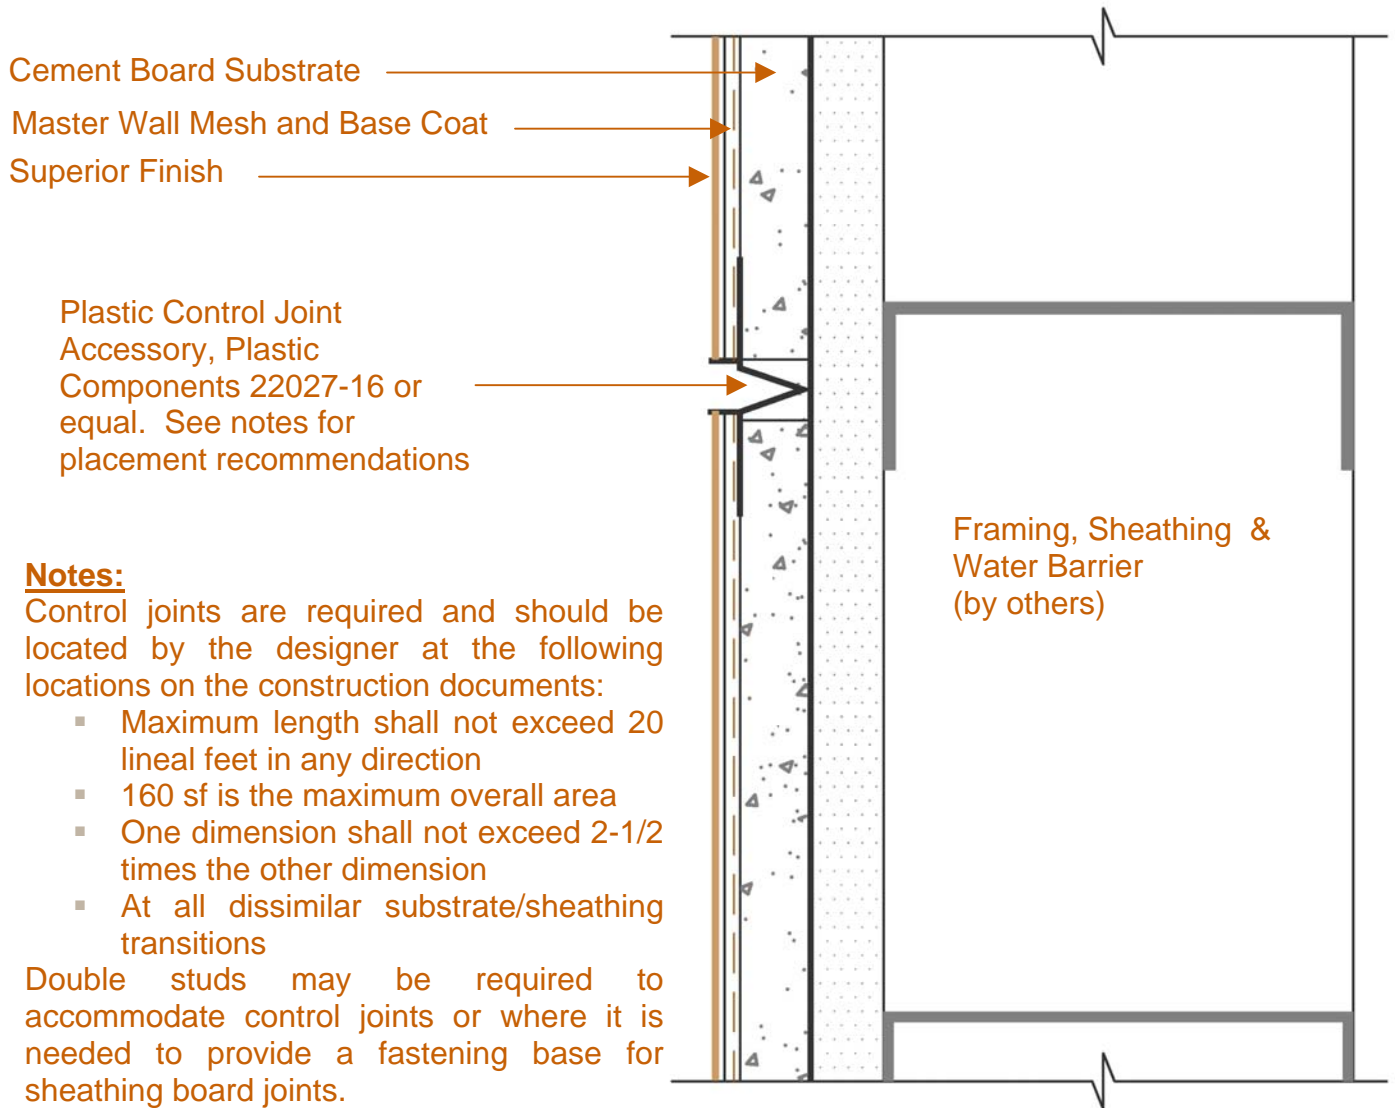 Cement Board Substrate
Master Wall Mesh and Base Coat
Superior Finish
Plastic Control Joint
Accessory, Plastic
Components 22027-16 or
equal.  See notes for
placement recommendations
Framing, Sheathing  &
Water Barrier
(by others)
Notes:
Control joints are required and should be
located by the designer at the following
locations on the construction documents:
▪ Maximum length shall not exceed 20
lineal feet in any direction
▪ 160 sf is the maximum overall area
▪ One dimension shall not exceed 2-1/2
times the other dimension
▪ At all dissimilar substrate/sheathing
transitions
Double studs may be required to
accommodate control joints or where it is
needed to provide a fastening base for
sheathing board joints.